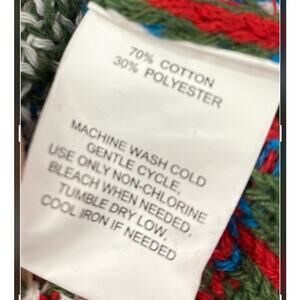 70% COTTON
30% POLYESTER
MACHINE WASH COLD
GENTLE CYCLE,
USE ONLY NON-CHLORINE
BLEACH WHEN NEEDED,
TUMBLE DRY LOW,
COOL IRON IF NEEDED